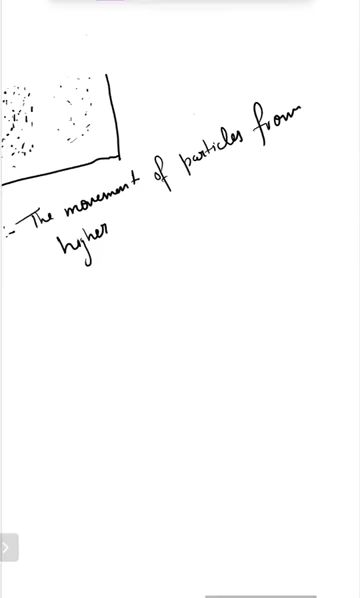 :- The movement of particles from
higher